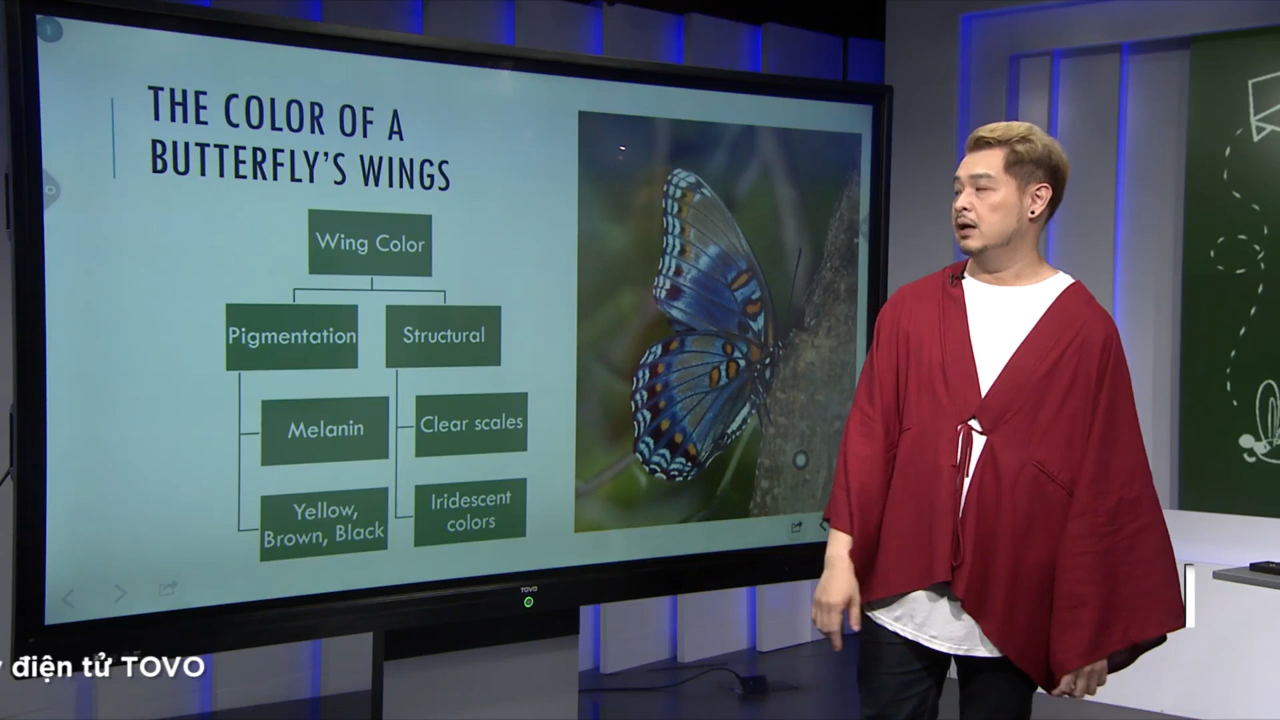 THE COLOR OF A
BUTTERFLY'S WINGS
Wing Color
Pigmentation
Structural
Melanin
Clear scales
Yellow,
Brown, Black
Iridescent
colors
TOVO
điện tử TOVO